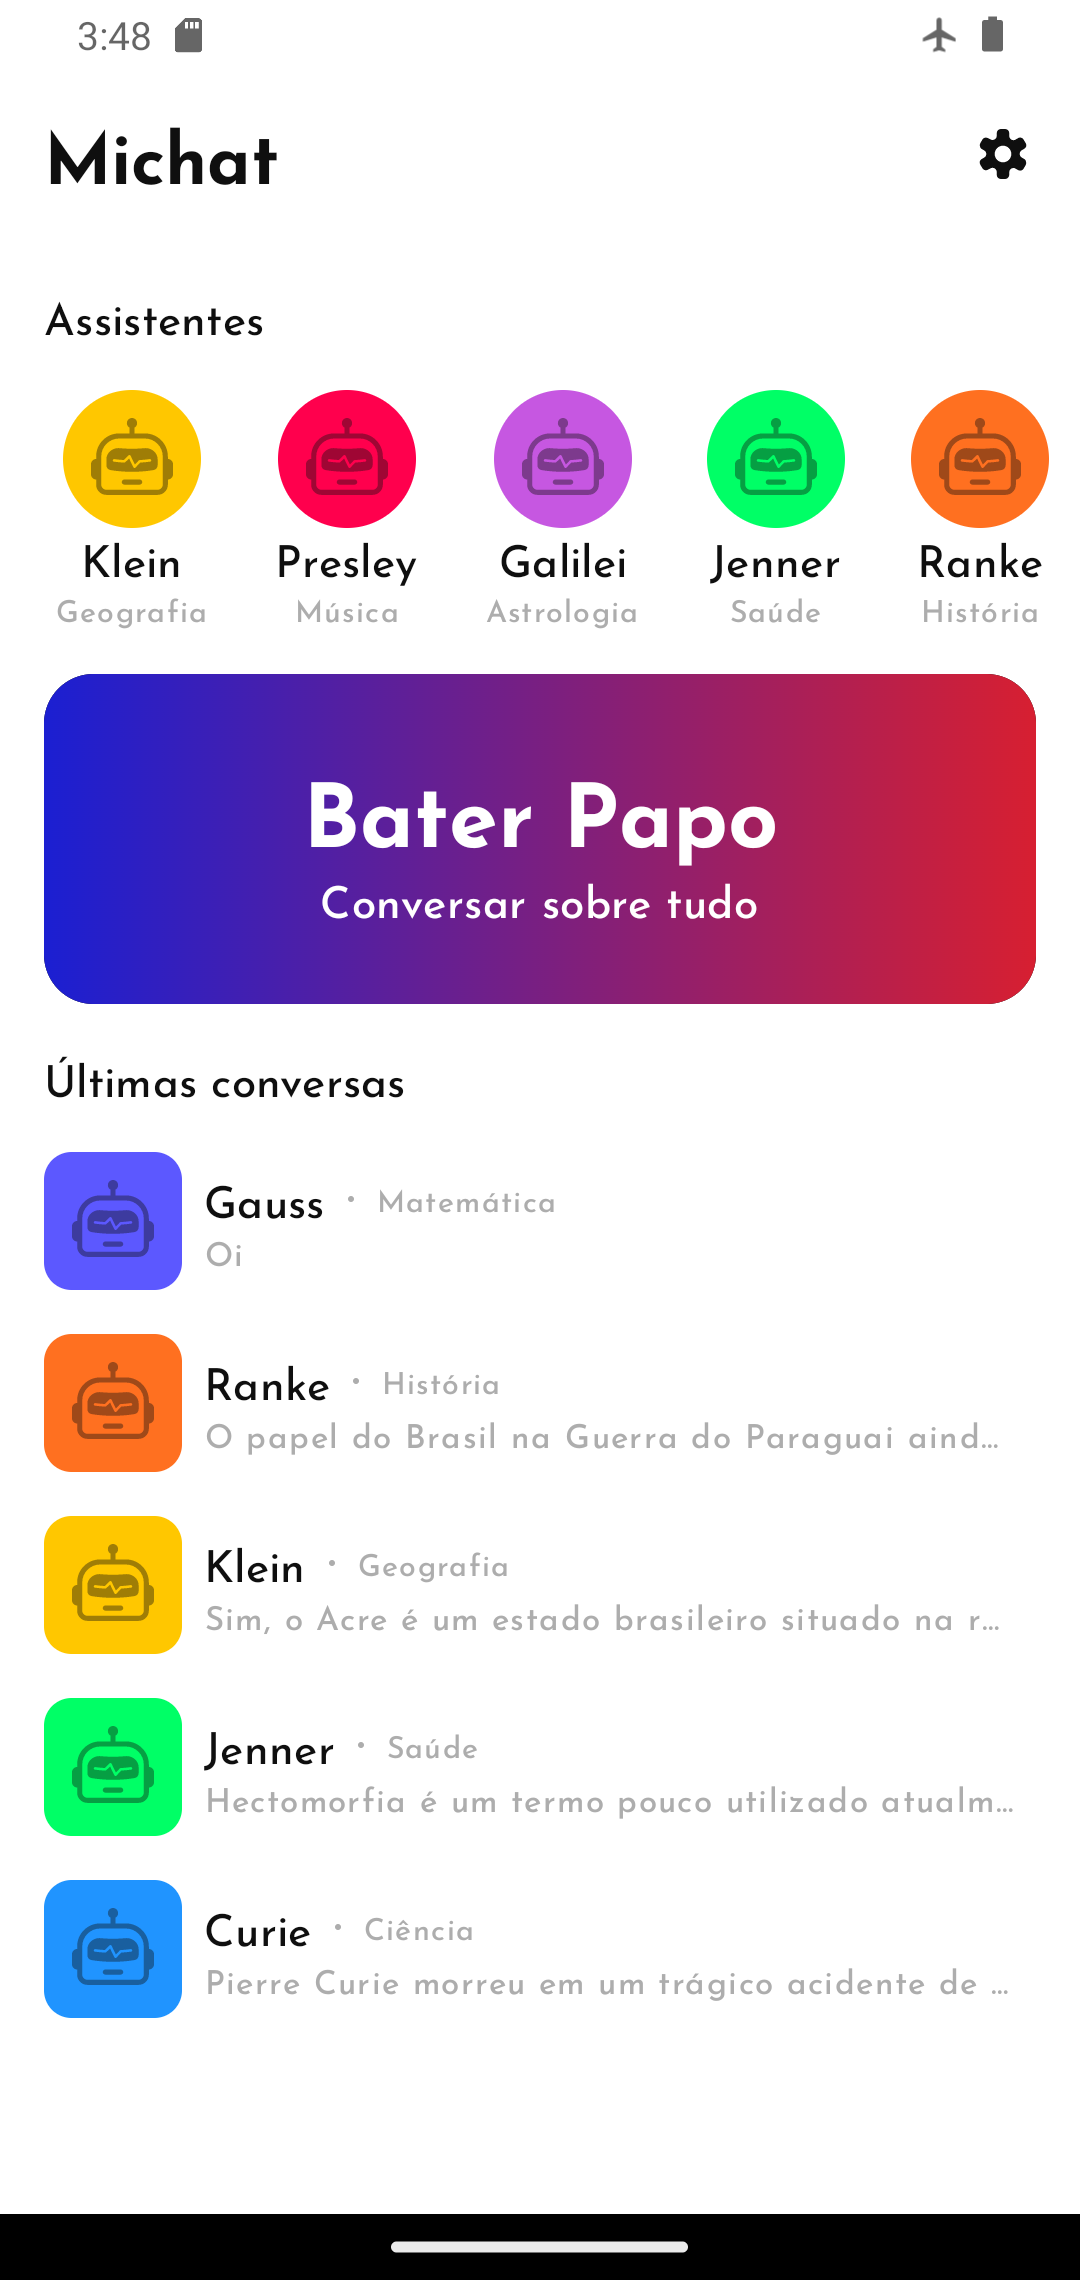 3:48
Michat
Assistentes
Klein Presley Galilei Jenner Ranke
Geografia Música Astrologia Saúde História
Bater Papo
Conversar sobre tudo
Últimas conversas
Gauss · Matemática
Oi
Ranke · História
O papel do Brasil na Guerra do Paraguai aind...
Klein · Geografia
Sim, o Acre é um estado brasileiro situado na r...
Jenner · Saúde
Hectomorfia é um termo pouco utilizado atualm...
Curie · Ciência
Pierre Curie morreu em um trágico acidente de ...